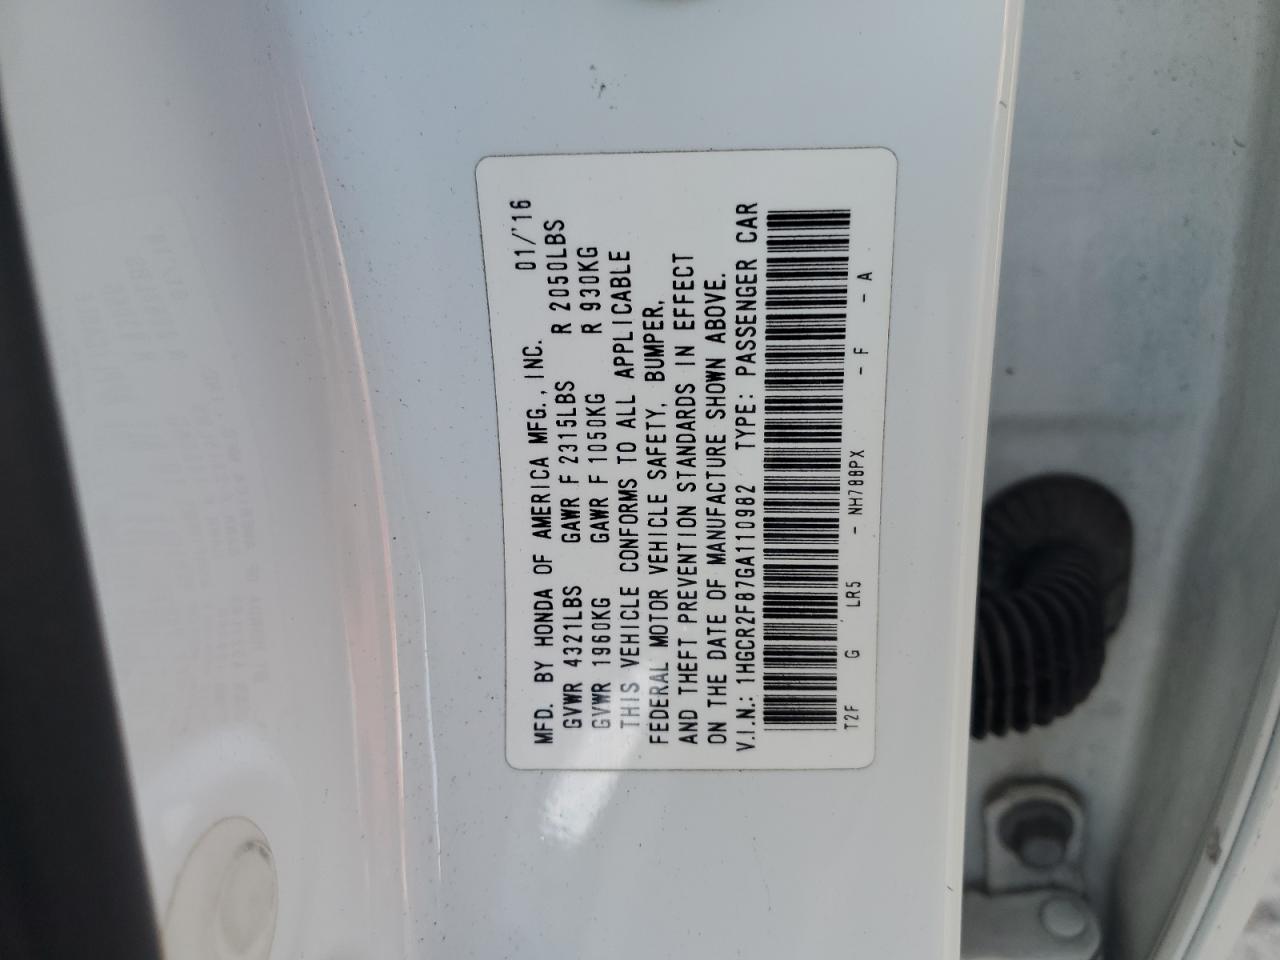 MFD. BY HONDA OF AMERICA MFG., INC. 01/'16
GVWR 4321LBS GAWR F 2315LBS R 2050LBS
GVWR 1960KG GAWR F 1050KG R 930KG
THIS VEHICLE CONFORMS TO ALL APPLICABLE
FEDERAL MOTOR VEHICLE SAFETY, BUMPER,
AND THEFT PREVENTION STANDARDS IN EFFECT
ON THE DATE OF MANUFACTURE SHOWN ABOVE.
V.I.N.: 1HGCR2F87GA110982 TYPE: PASSENGER CAR
T2F G LR5 - NH788PX - F - A